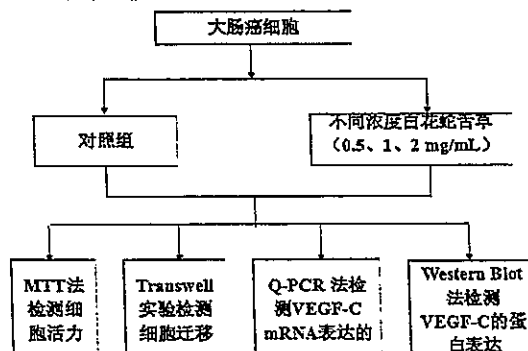 大肠癌细胞
对照组
不同浓度白花蛇舌草
（0.5、1、2 mg/mL）
MTT法
检测细
胞活力
Transwell
实验检测
细胞迁移
Q-PCR 法检
测VEGF-C
mRNA表达的
Western Blot
法检测
VEGF-C的蛋
白表达